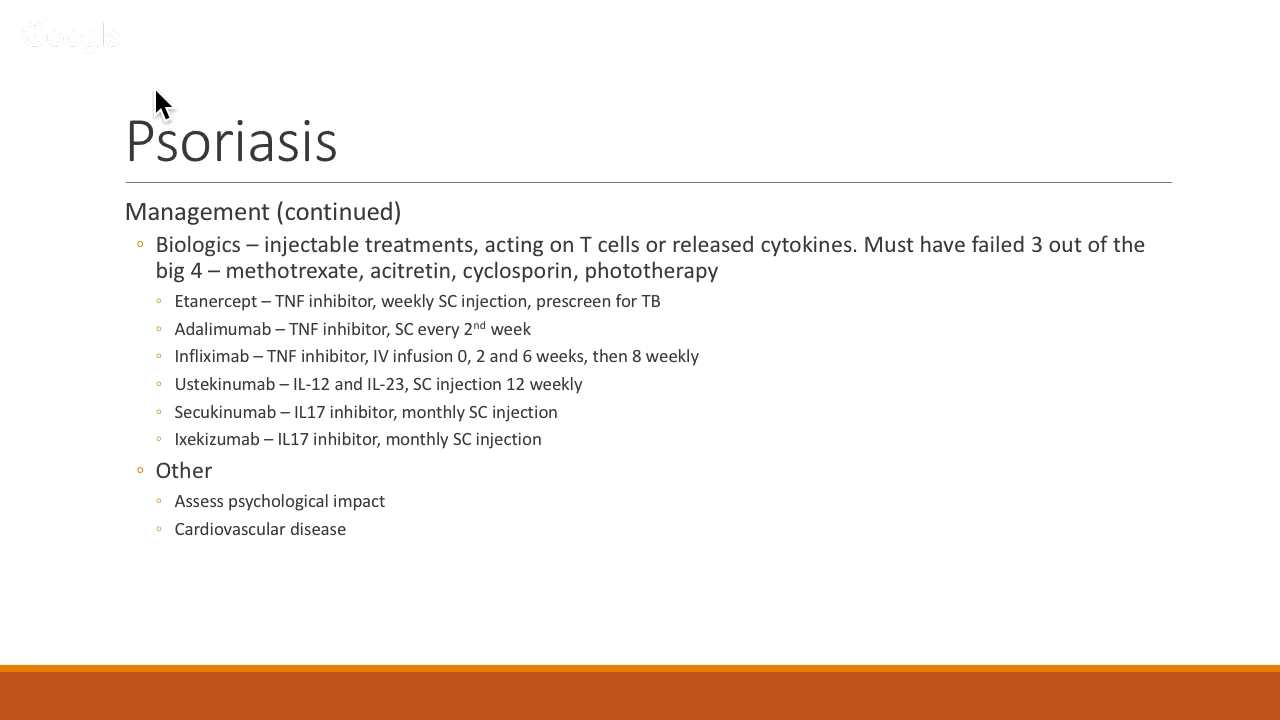 Google
Psoriasis
Management (continued)
◦ Biologics – injectable treatments, acting on T cells or released cytokines. Must have failed 3 out of the
big 4 – methotrexate, acitretin, cyclosporin, phototherapy
◦ Etanercept – TNF inhibitor, weekly SC injection, prescreen for TB
◦ Adalimumab – TNF inhibitor, SC every 2nd week
◦ Infliximab – TNF inhibitor, IV infusion 0, 2 and 6 weeks, then 8 weekly
◦ Ustekinumab – IL-12 and IL-23, SC injection 12 weekly
◦ Secukinumab – IL17 inhibitor, monthly SC injection
◦ Ixekizumab – IL17 inhibitor, monthly SC injection
◦ Other
◦ Assess psychological impact
◦ Cardiovascular disease